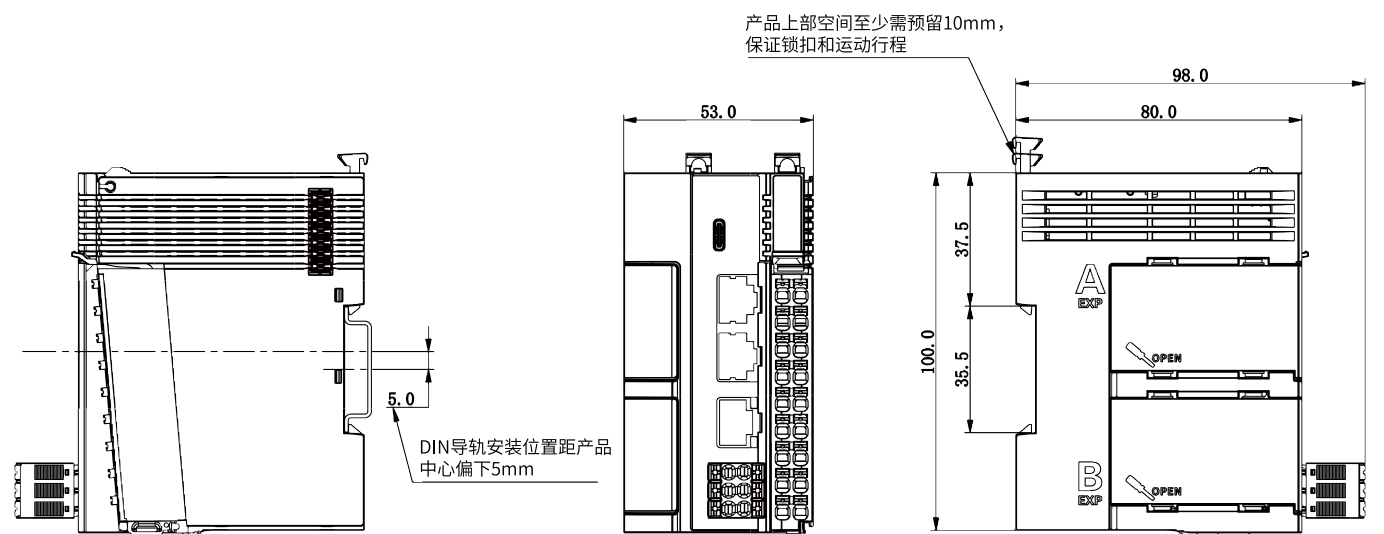 产品上部空间至少需预留10mm，
保证锁扣和运动行程
98.0
53.0
80.0
37.5
A
EXP
100.0
35.5
OPEN
5.0
DIN导轨安装位置距产品
中心偏下5mm
B
EXP
OPEN